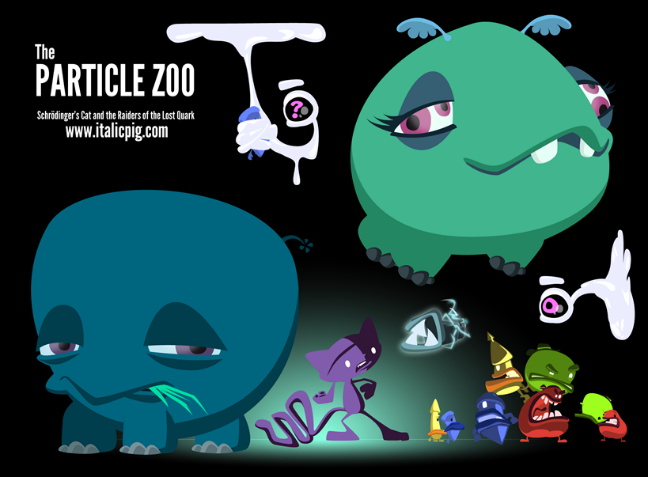 The
PARTICLE ZOO
Schrödinger's Cat and the Raiders of the Lost Quark
www.italicpig.com
?